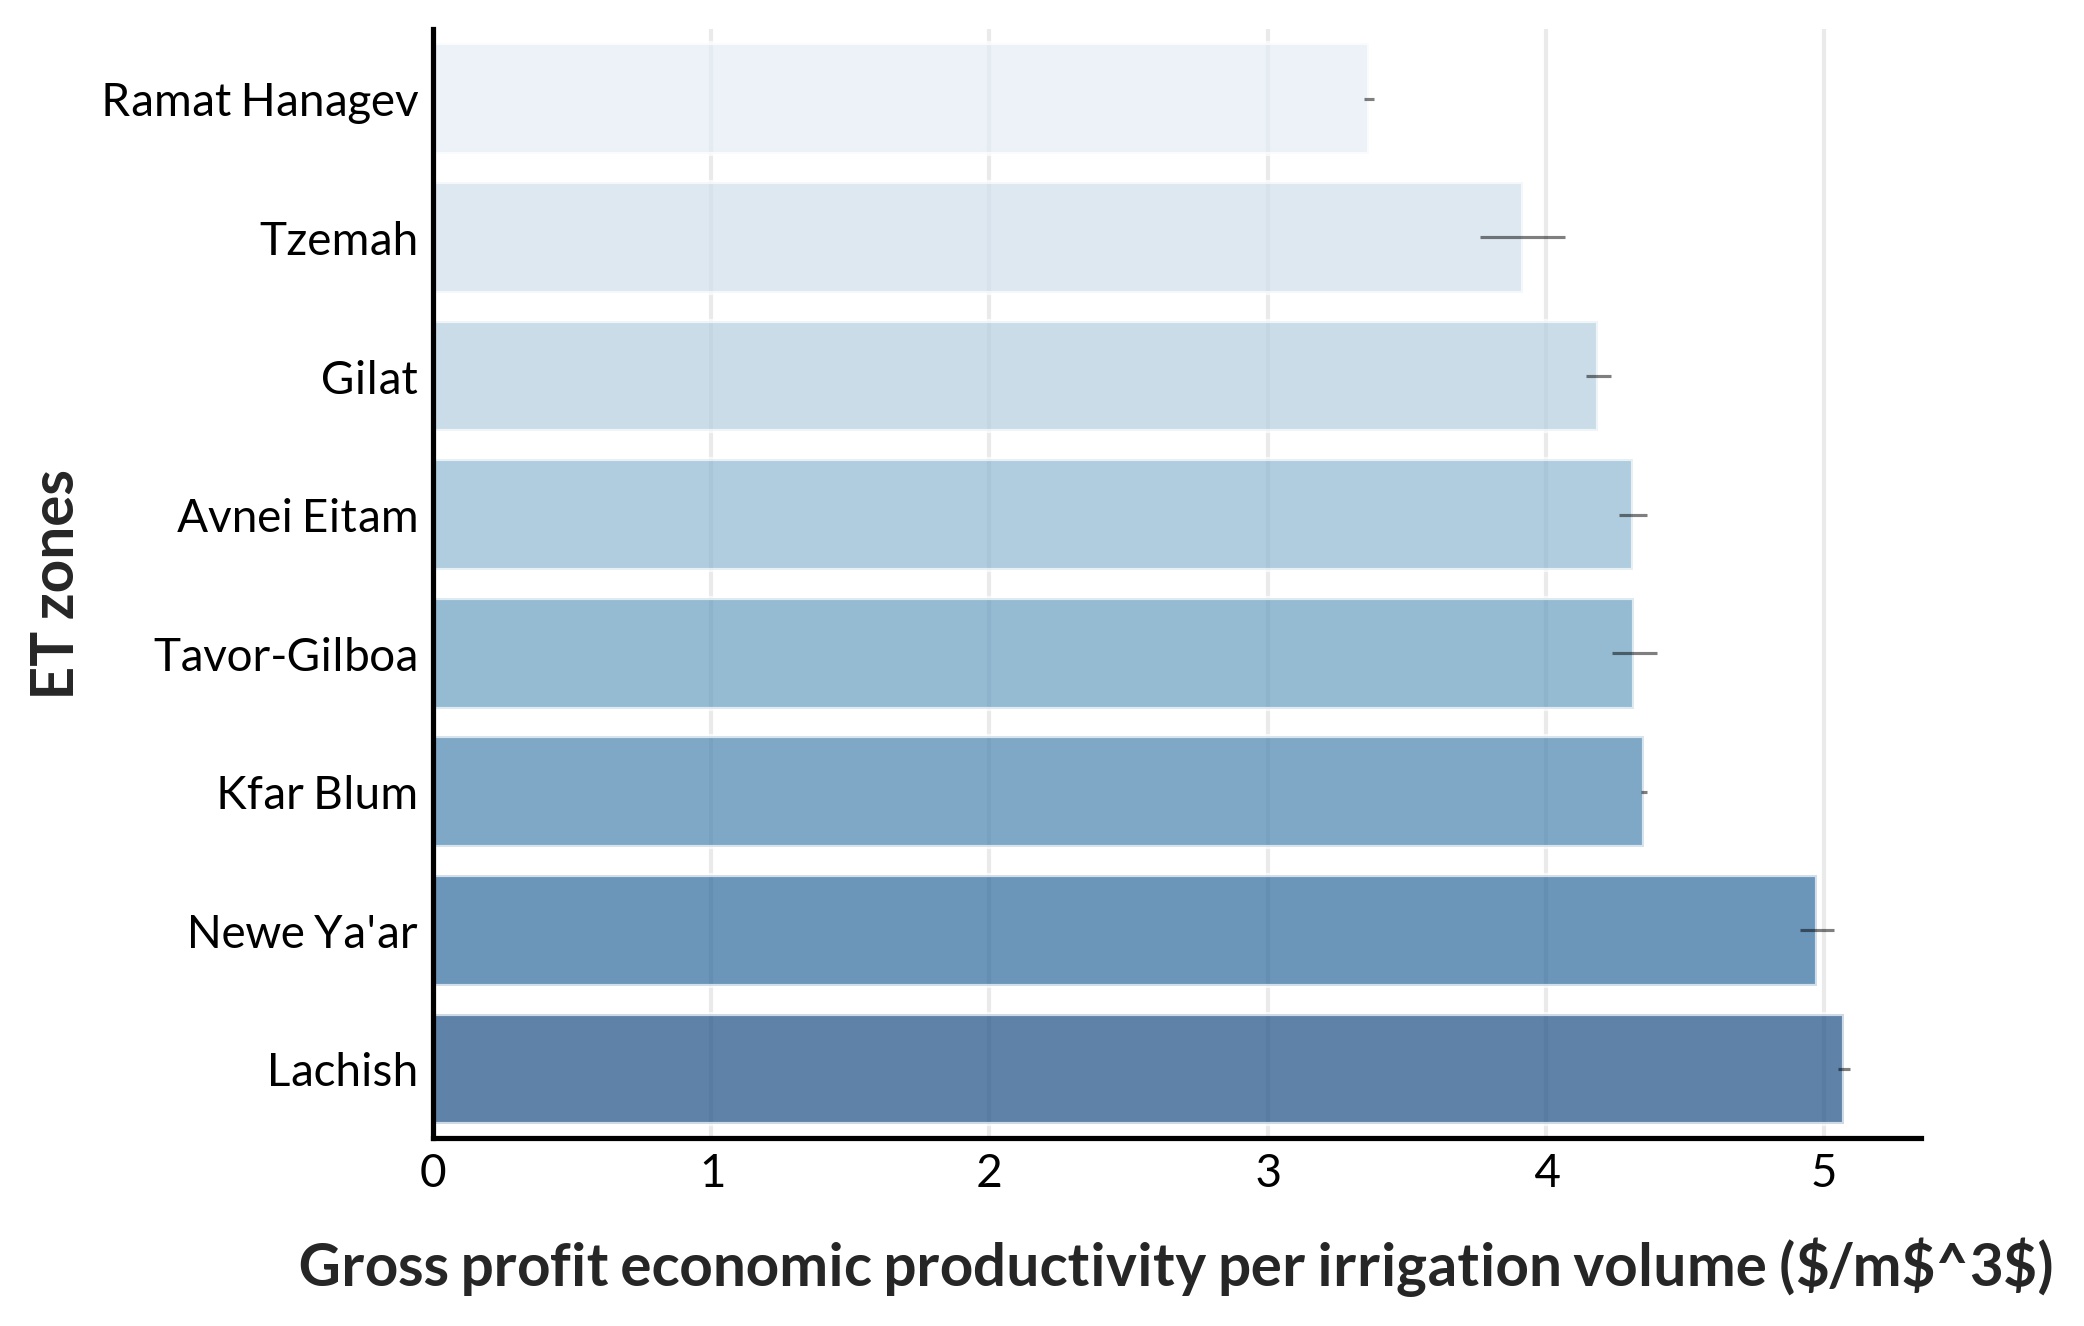 Ramat Hanagev
Tzemah
Gilat
Avnei Eitam
Tavor-Gilboa
Kfar Blum
Newe Ya'ar
Lachish
ET zones
0 1 2 3 4 5
Gross profit economic productivity per irrigation volume ($/m$^3$)